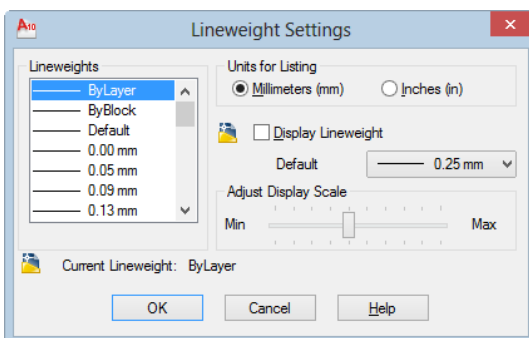 A10
Lineweight Settings
Lineweights
ByLayer
ByBlock
Default
0.00 mm
0.05 mm
0.09 mm
0.13 mm
Units for Listing
Millimeters (mm)
Inches (in)
Display Lineweight
Default
0.25 mm
Adjust Display Scale
Min
Max
Current Lineweight: ByLayer
OK
Cancel
Help